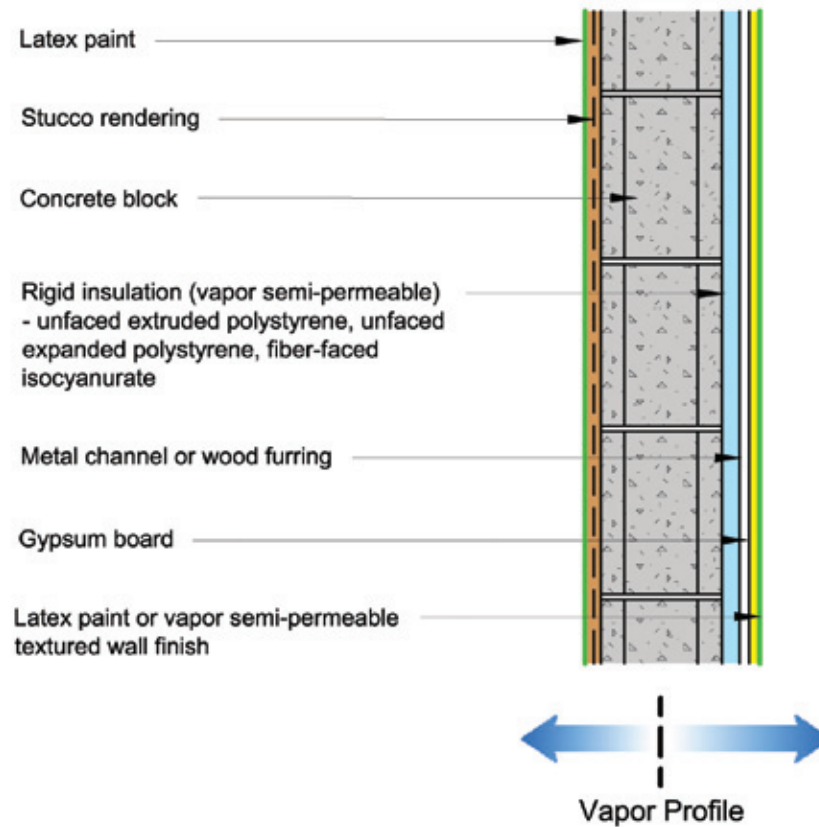 Latex paint
Stucco rendering
Concrete block
Rigid insulation (vapor semi-permeable)
- unfaced extruded polystyrene, unfaced
expanded polystyrene, fiber-faced
isocyanurate
Metal channel or wood furring
Gypsum board
Latex paint or vapor semi-permeable
textured wall finish
Vapor Profile